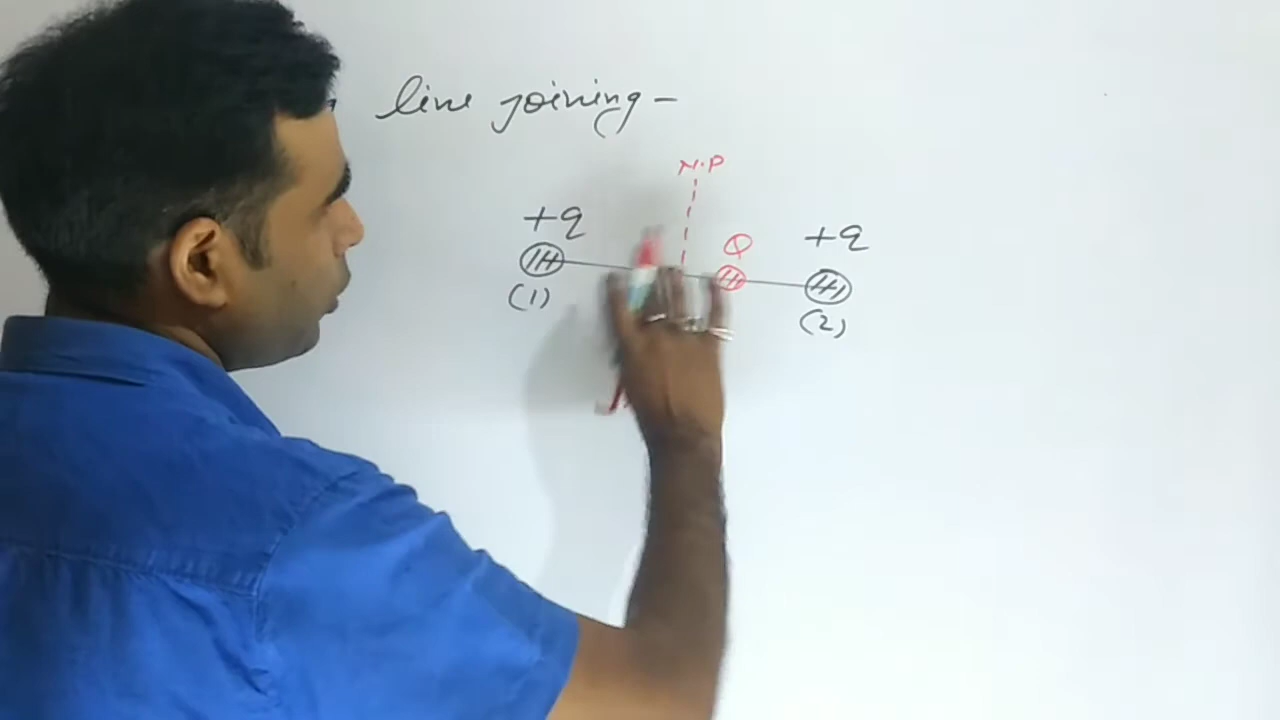 line joining -
N.P
+q Q +q
(1) (2)